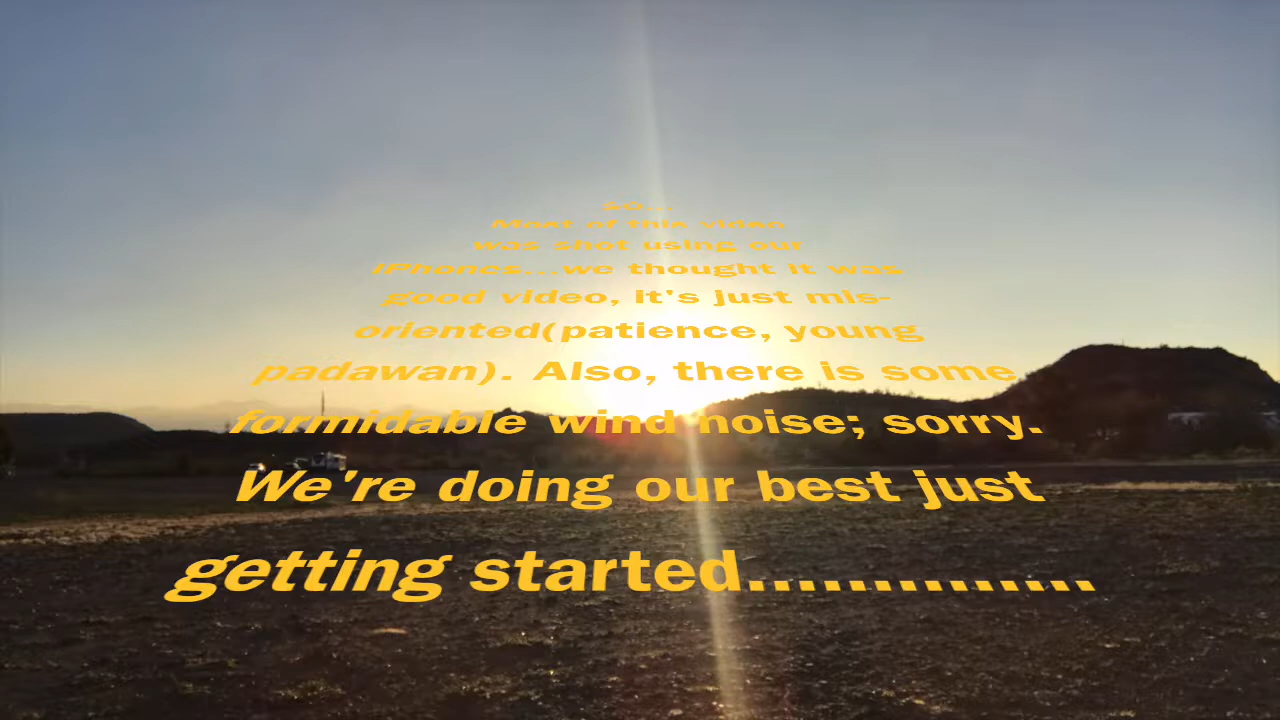 so...
Most of this video
was shot using our
iPhones...we thought it was
good video, it's just mis-
oriented(patience, young
padawan). Also, there is some
formidable wind noise; sorry.
We're doing our best just
getting started..............